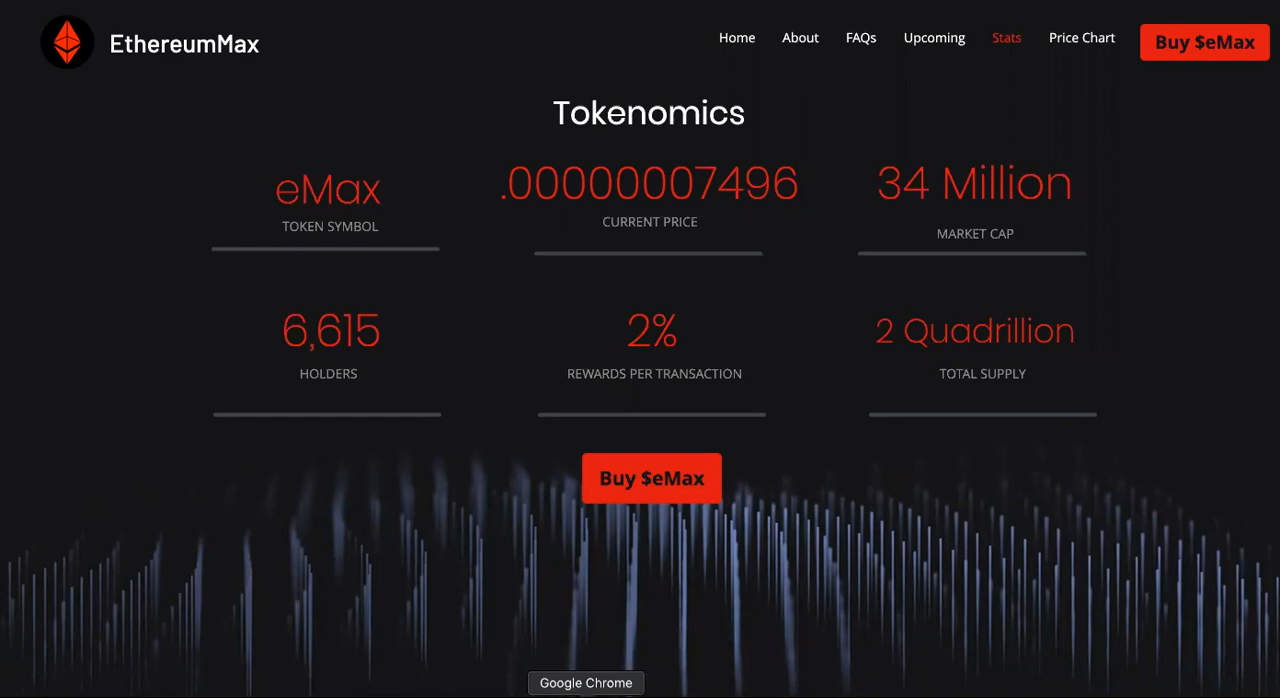 EthereumMax
Home About FAQs Upcoming Stats Price Chart Buy $eMax
Tokenomics
eMax
TOKEN SYMBOL
.00000007496
CURRENT PRICE
34 Million
MARKET CAP
6,615
HOLDERS
2%
REWARDS PER TRANSACTION
2 Quadrillion
TOTAL SUPPLY
Buy $eMax
Google Chrome